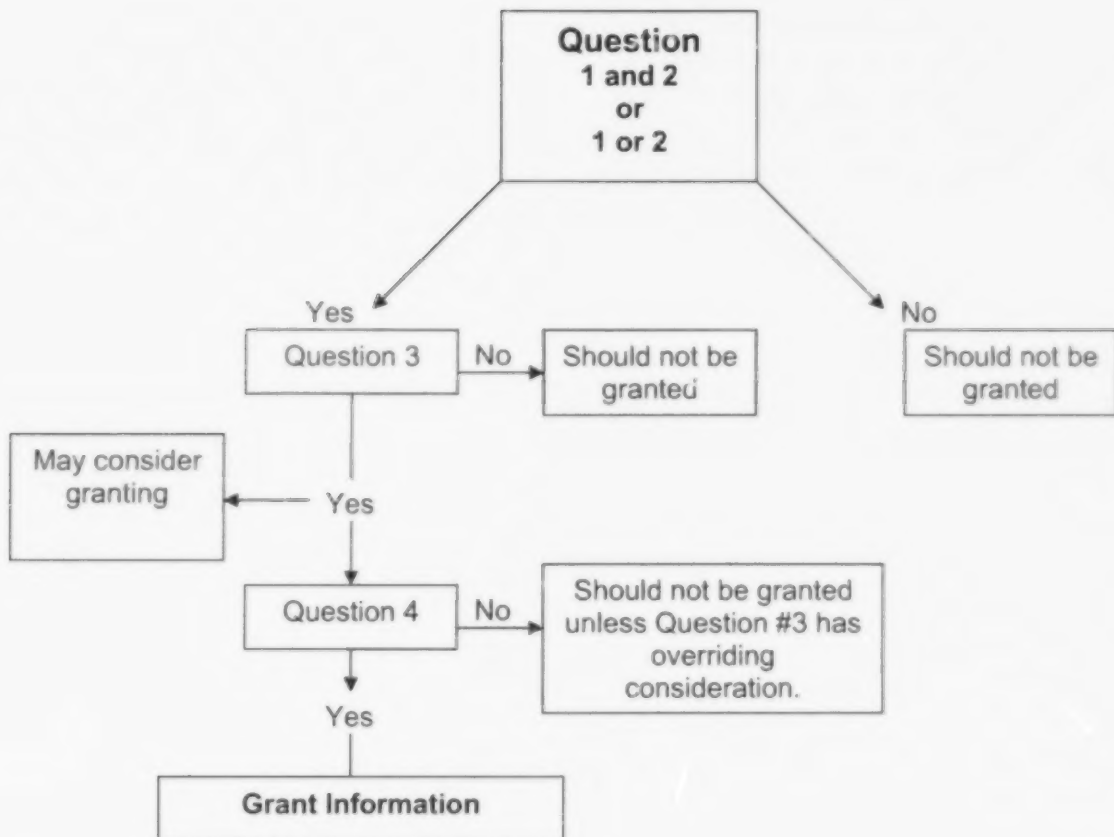 Question
1 and 2
or
1 or 2
Yes
No
Question 3
No
Should not be
granted
Should not be
granted
May consider
granting
Yes
Question 4
No
Should not be granted
unless Question #3 has
overriding
consideration.
Yes
Grant Information